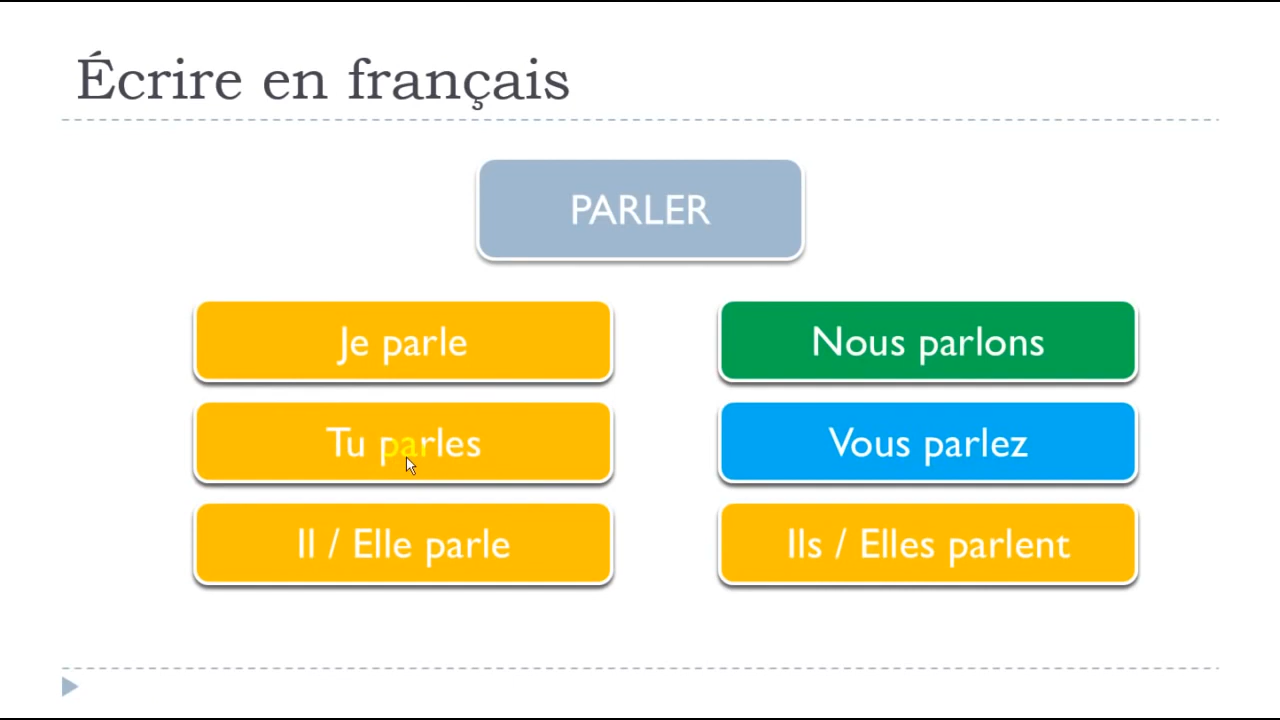 Écrire en français
PARLER
Je parle
Nous parlons
Tu parles
Vous parlez
Il / Elle parle
Ils / Elles parlent